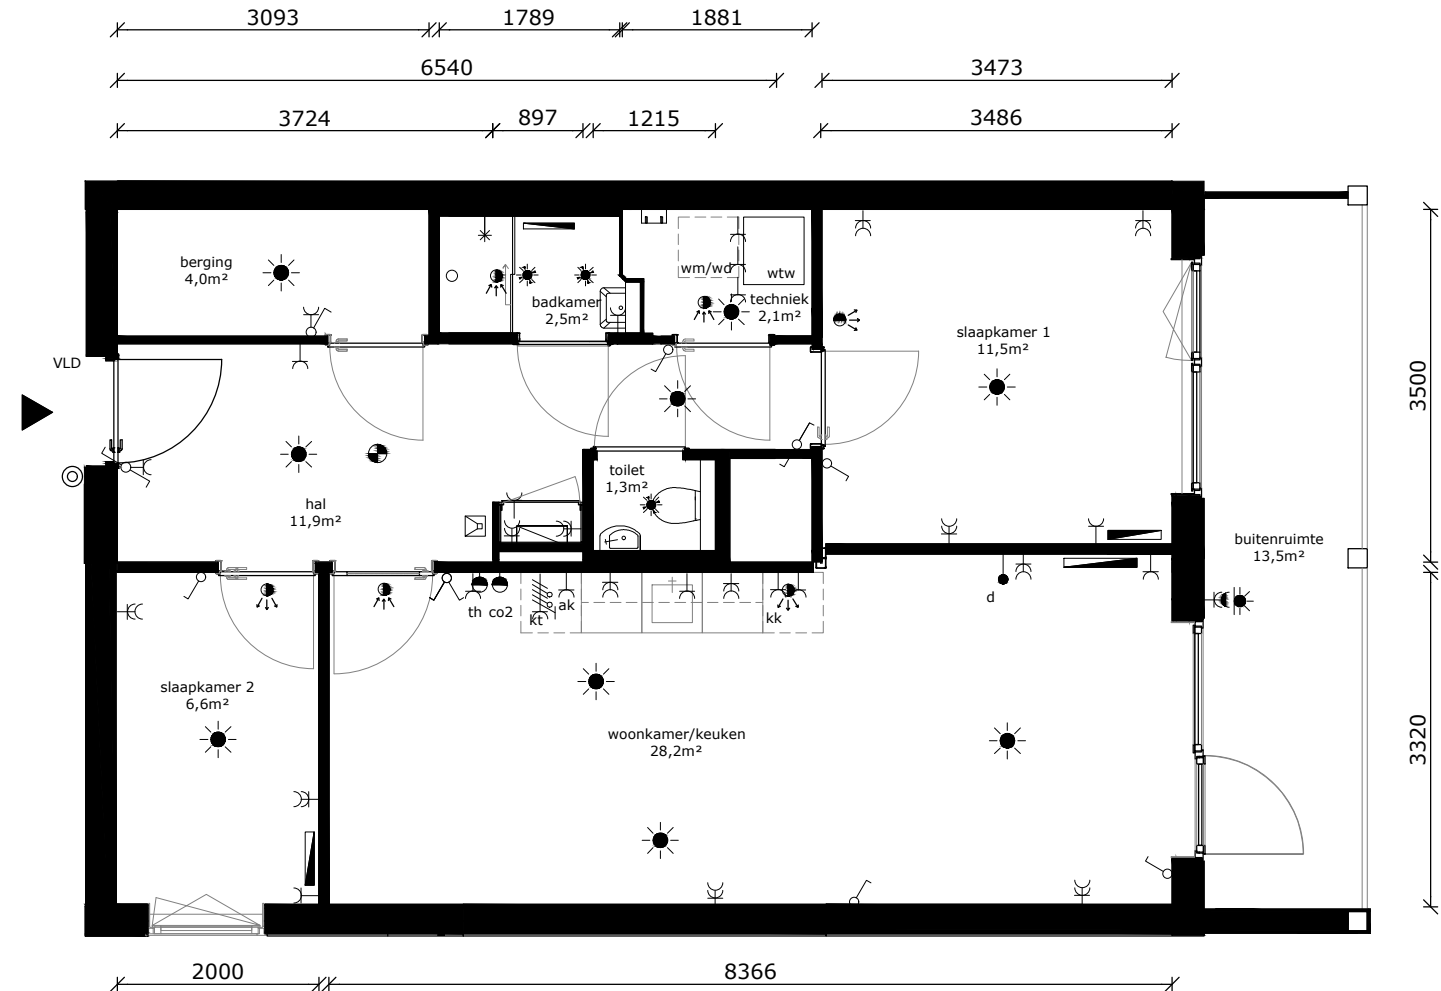 3093 1789 1881
6540 3473
3724 897 1215 3486
berging
4,0m²
wm/wd
wtw
badkamer
2,5m²
techniek
2,1m²
slaapkamer 1
11,5m²
VLD
3500
toilet
1,3m²
hal
11,9m²
buitenruimte
13,5m²
th co2
kt
ak
kk
d
slaapkamer 2
6,6m²
woonkamer/keuken
28,2m²
3320
2000 8366